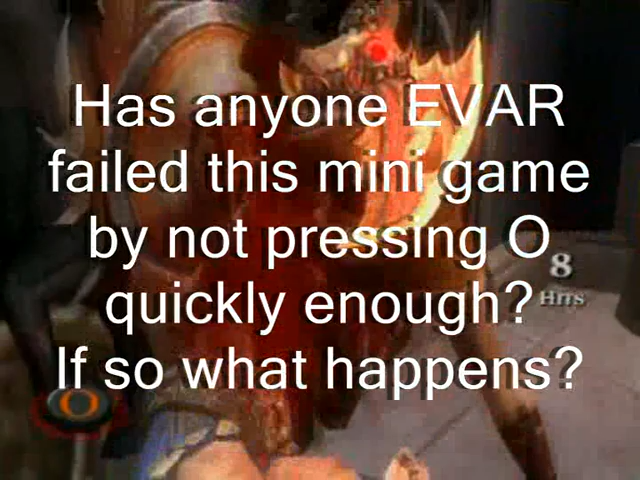 Has anyone EVAR
failed this mini game
by not pressing O
quickly enough?
If so what happens?
8
HITS
O